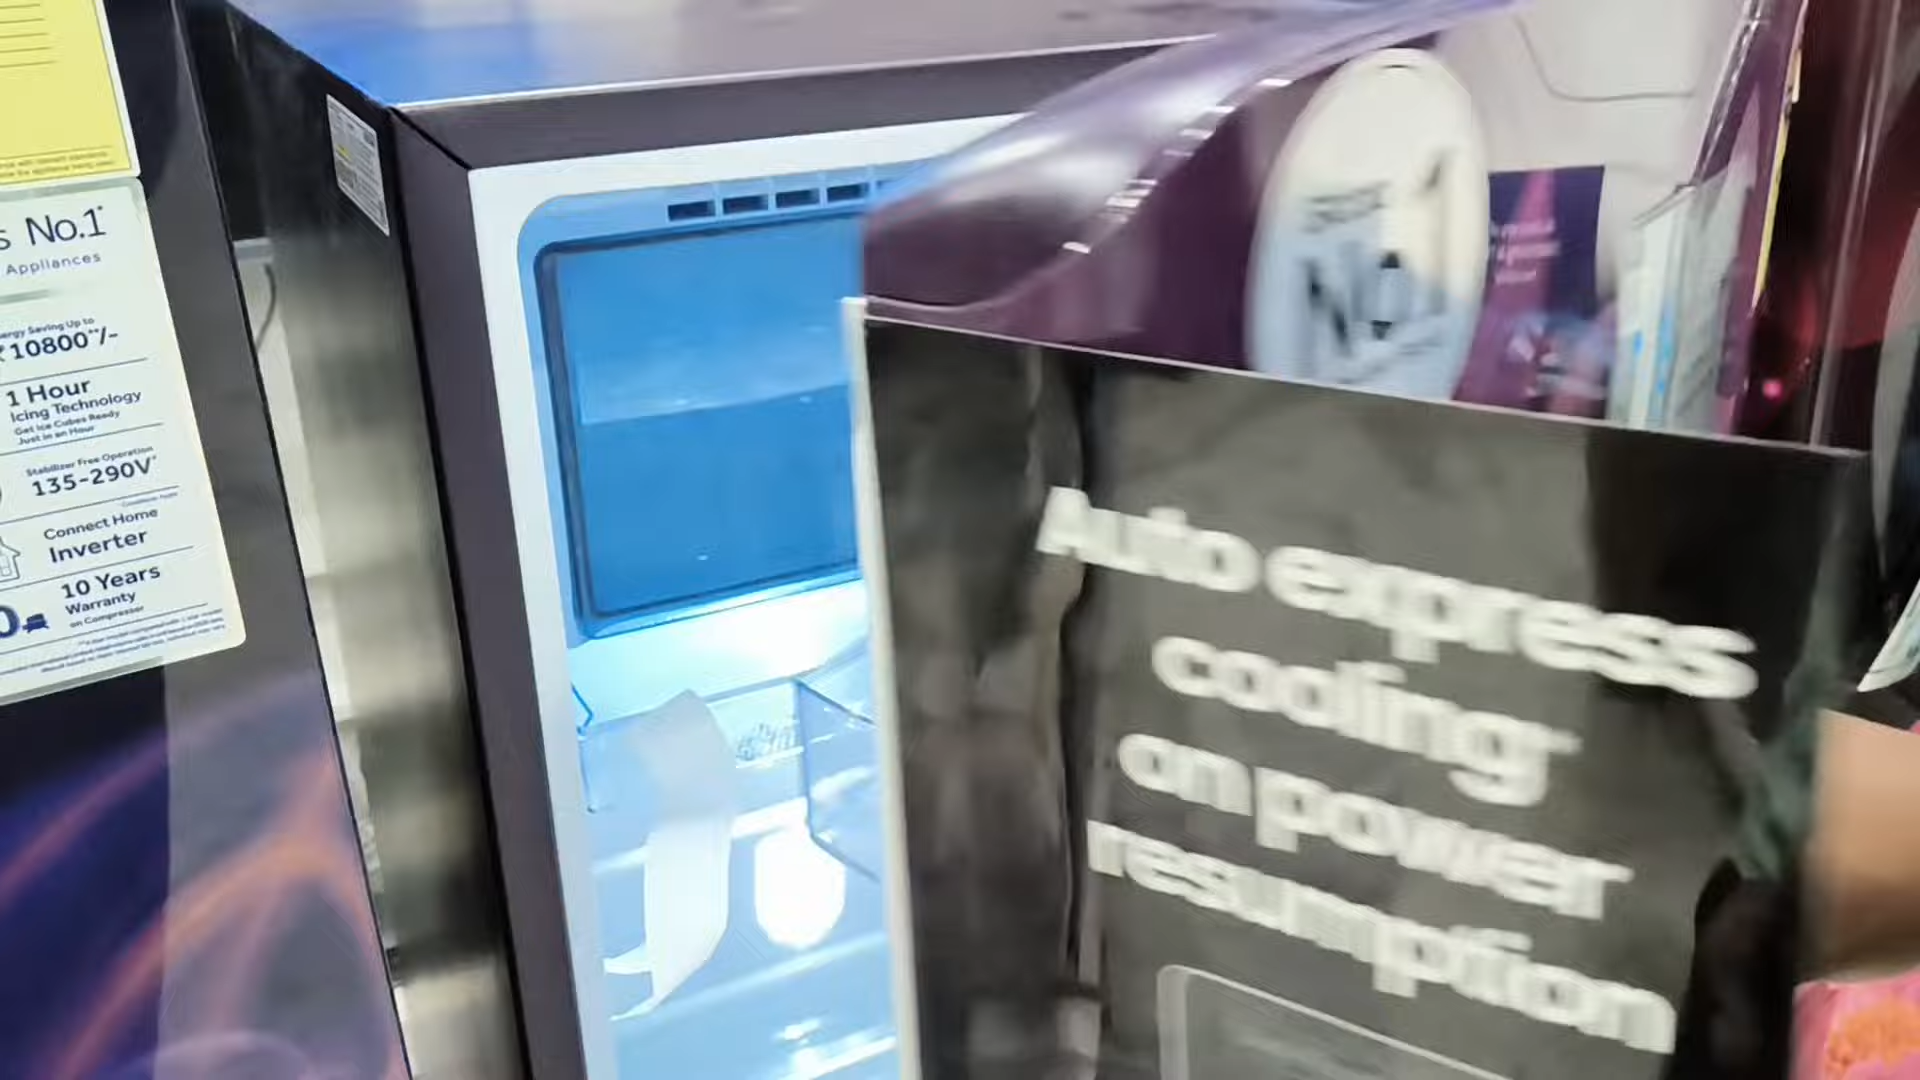 s No.1*
Appliances
ergy Saving Up to
₹10800**/-
1 Hour
Icing Technology
Get Ice Cubes Ready
Just in an Hour
Stabilizer Free Operation
135-290V*
Connect Home
Inverter
10 Years
Warranty
on Compressor
Auto express
cooling
on power
resumption